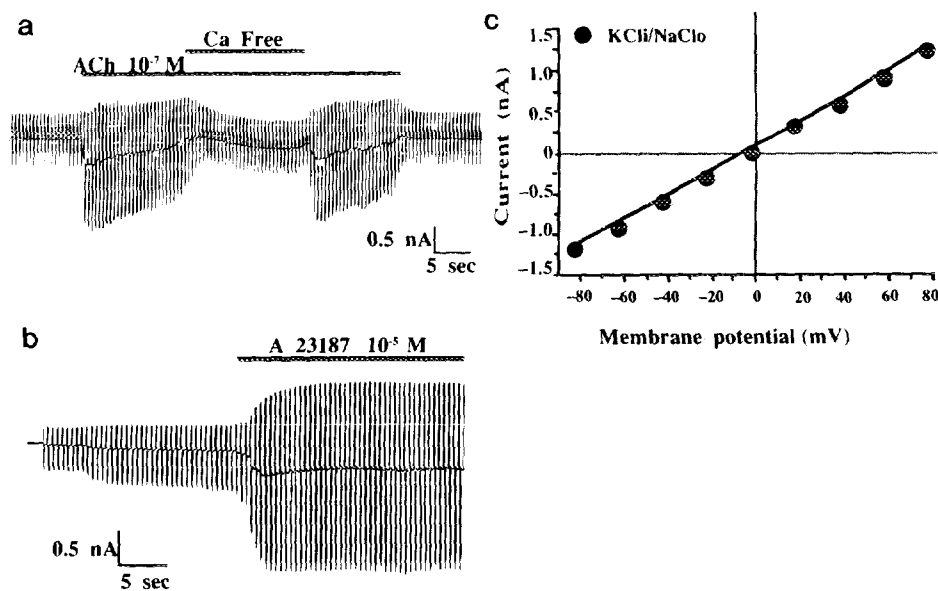 a
Ca Free
ACh 10⁻⁷ M
0.5 nA
5 sec
b
A 23187 10⁻⁵ M
0.5 nA
5 sec
c
KCli/NaClo
Current (nA)
1.5
1.0
0.5
0
-0.5
-1.0
-1.5
-80 -60 -40 -20 0 20 40 60 80
Membrane potential (mV)